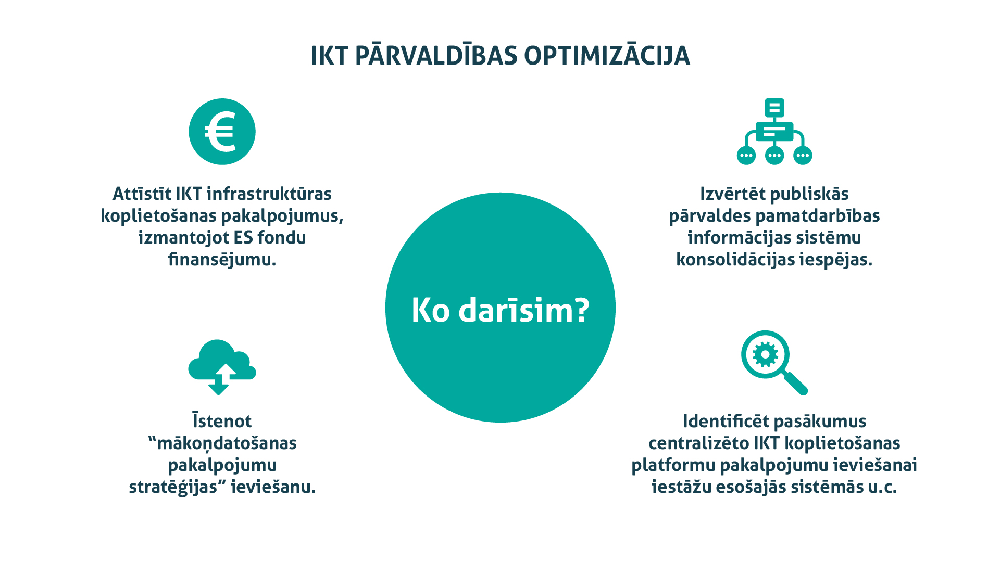 IKT PĀRVALDĪBAS OPTIMIZĀCIJA
€
Attīstīt IKT infrastruktūras
koplietošanas pakalpojumus,
izmantojot ES fondu
finansējumu.
Izvērtēt publiskās
pārvaldes pamatdarbības
informācijas sistēmu
konsolidācijas iespējas.
Ko darīsim?
Īstenot
“mākoņdatošanas
pakalpojumu
stratēģijas” ieviešanu.
Identificēt pasākumus
centralizēto IKT koplietošanas
platformu pakalpojumu ieviešanai
iestāžu esošajās sistēmās u.c.